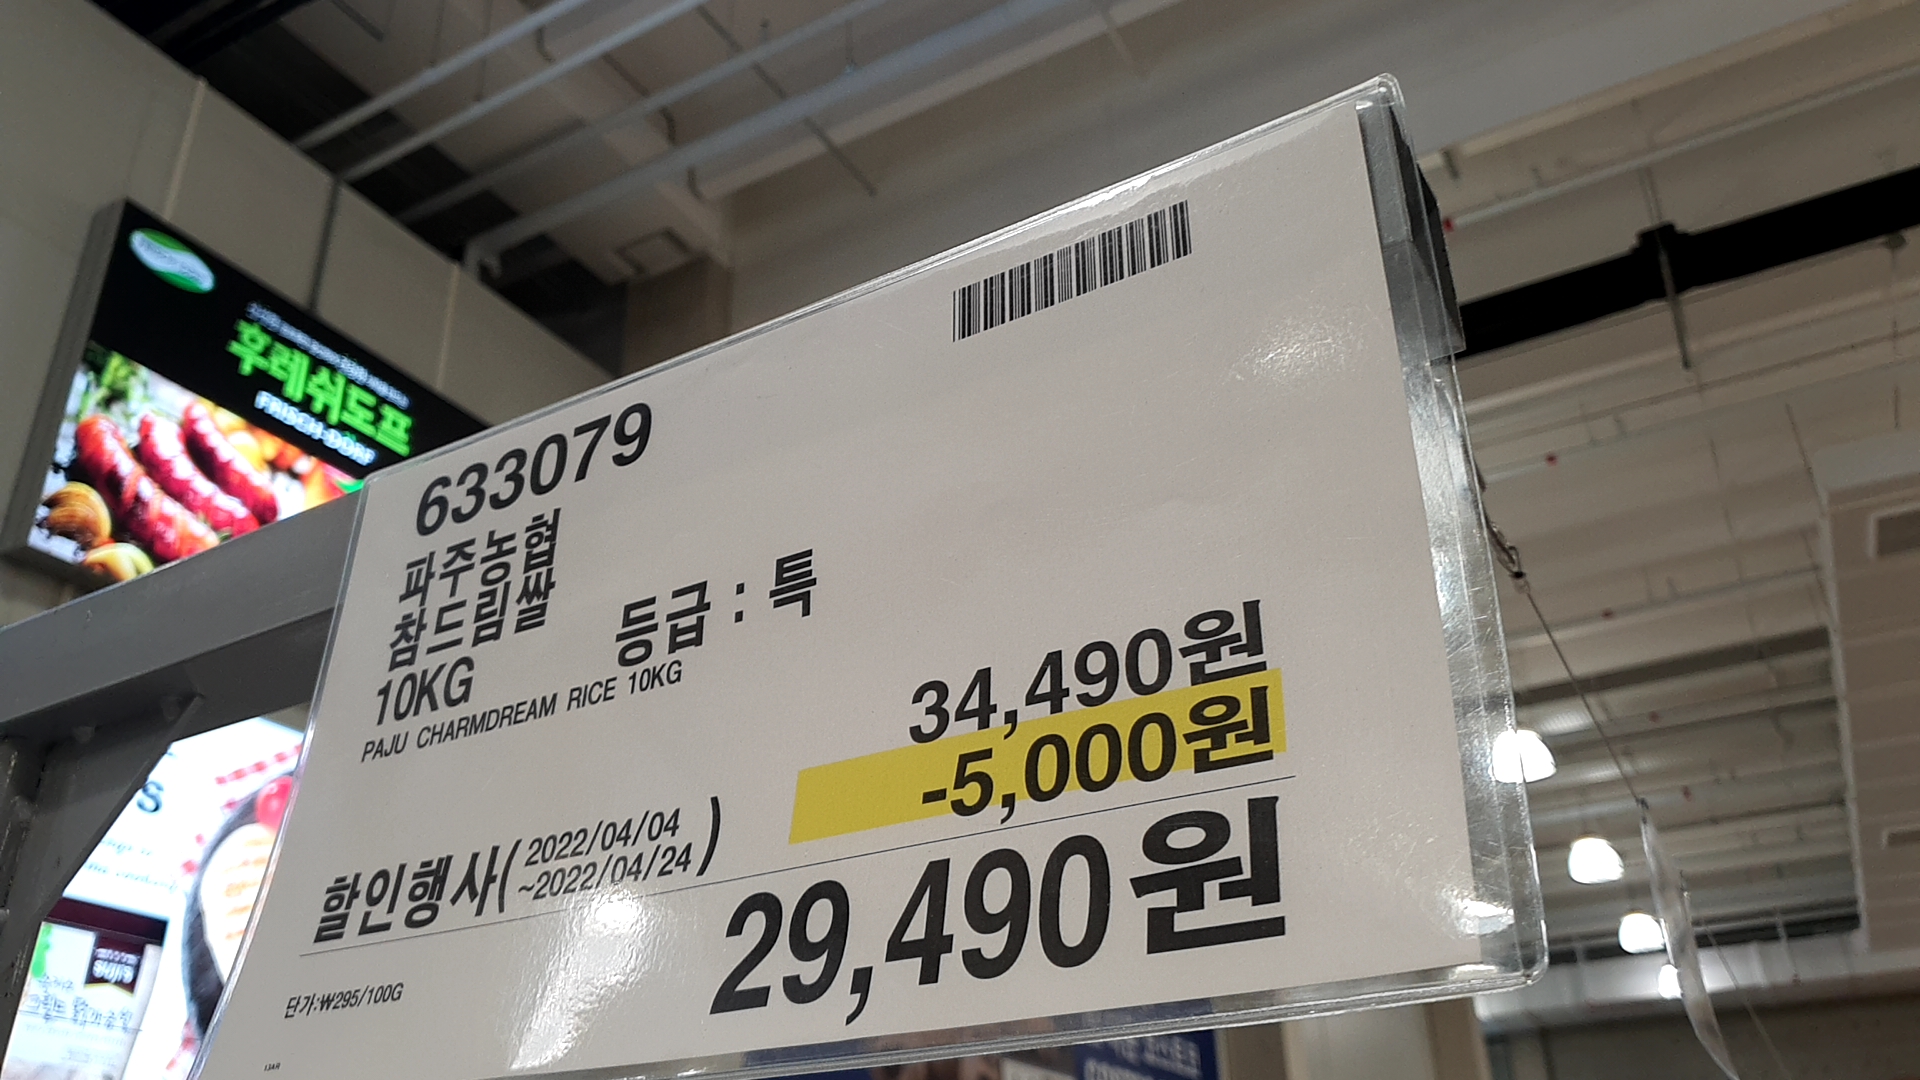 후레쉬도프
FRISCH DORF
633079
파주농협
참드림쌀
10KG
등급 : 특
PAJU CHARMDREAM RICE 10KG
34,490원
-5,000원
할인행사(2022/04/04
~2022/04/24)
29,490원
단가:₩295/100G